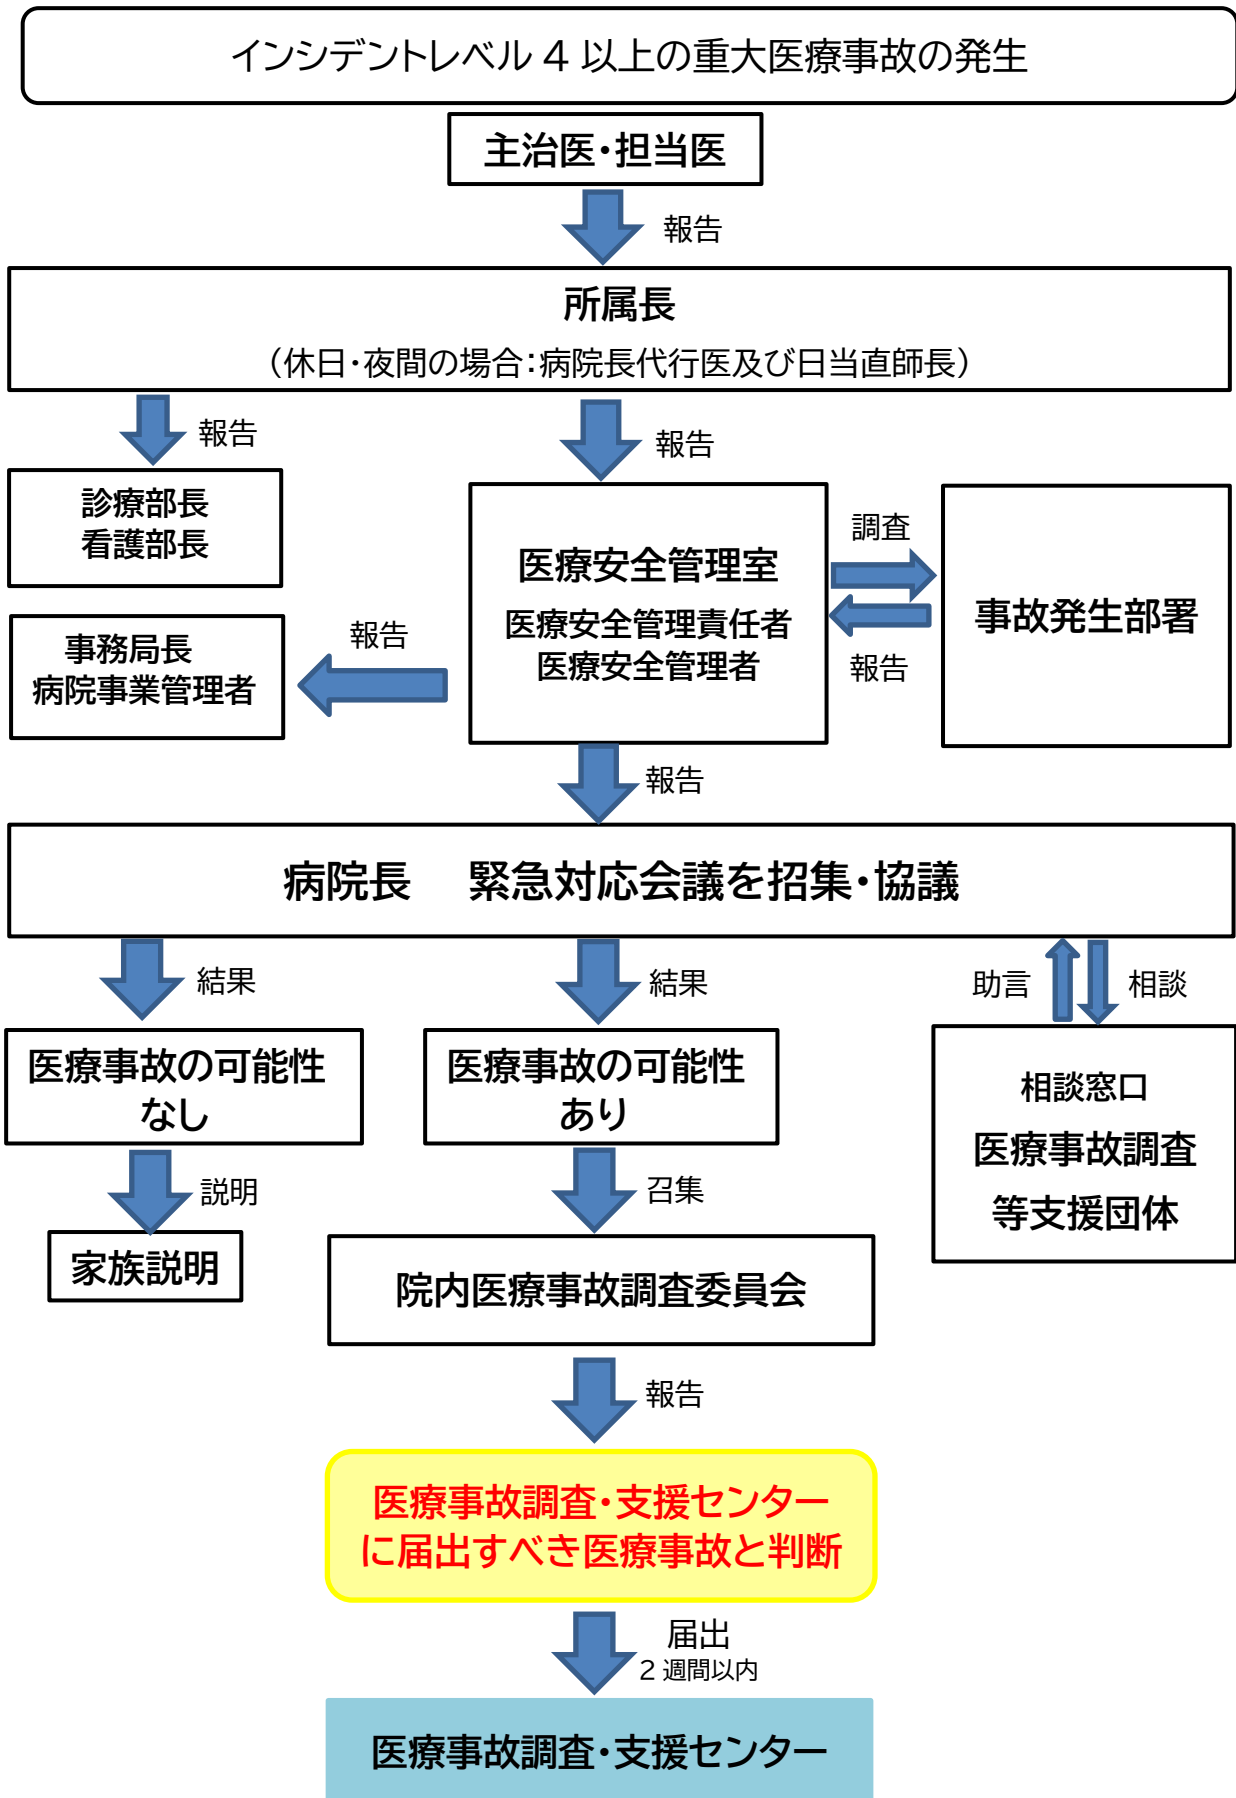 インシデントレベル 4 以上の重大医療事故の発生
主治医・担当医
報告
所属長
（休日・夜間の場合：病院長代行医及び日当直師長）
報告
報告
診療部長
看護部長
医療安全管理室
医療安全管理責任者
医療安全管理者
調査
報告
事故発生部署
報告
事務局長
病院事業管理者
報告
病院長　緊急対応会議を招集・協議
結果
結果
助言
相談
医療事故の可能性
なし
医療事故の可能性
あり
相談窓口
医療事故調査
等支援団体
説明
召集
家族説明
院内医療事故調査委員会
報告
医療事故調査・支援センター
に届出すべき医療事故と判断
届出
2 週間以内
医療事故調査・支援センター